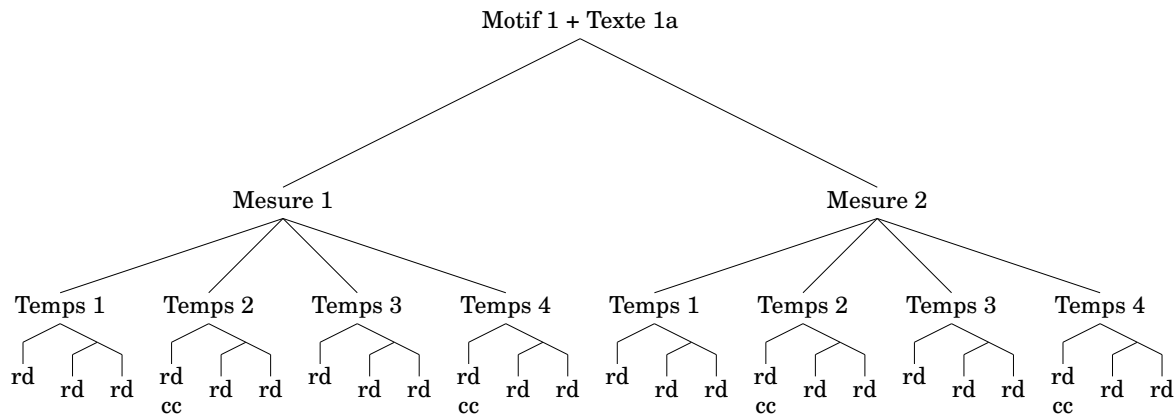 Motif 1 + Texte 1a
Mesure 1 Mesure 2
Temps 1 Temps 2 Temps 3 Temps 4 Temps 1 Temps 2 Temps 3 Temps 4
rd rd rd rd rd rd rd rd rd rd rd rd rd rd rd rd rd rd rd rd rd rd rd rd
cc cc cc cc